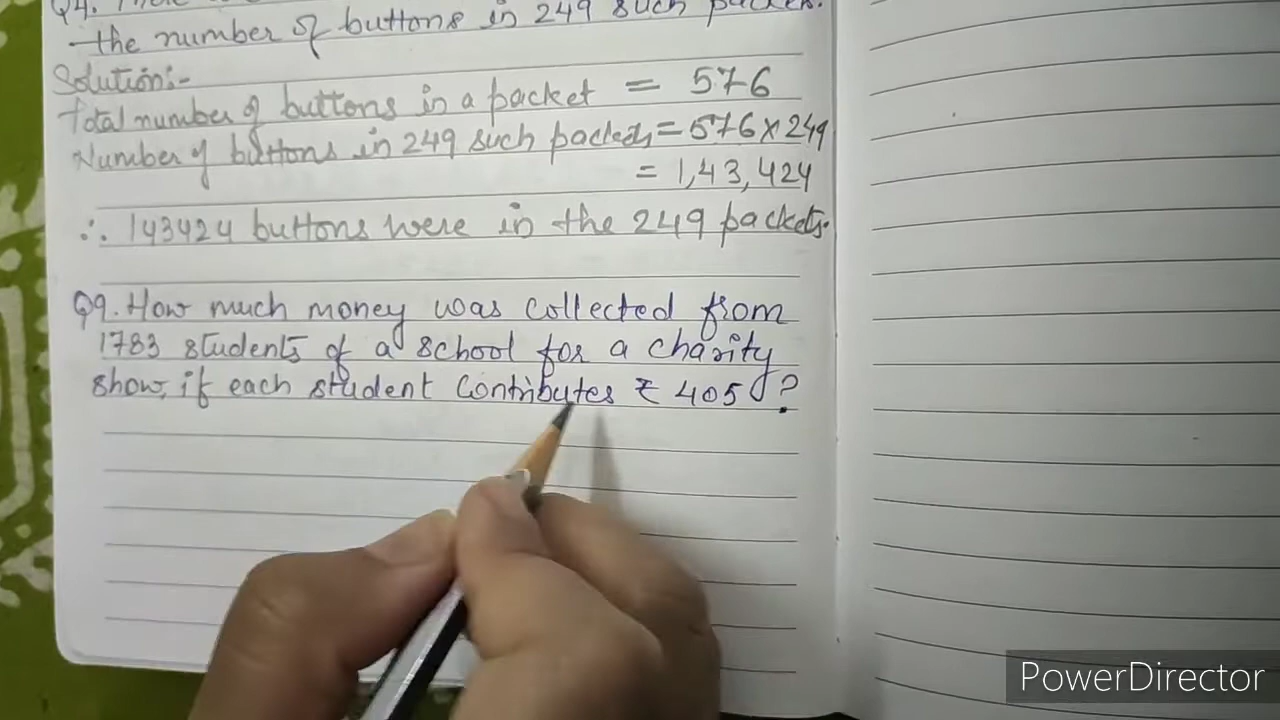 the number of buttons in 249 such packet.
Solution:-
Total number of buttons in a packet = 576
Number of buttons in 249 such packets = 576 × 249
= 1,43,424
∴ 143424 buttons were in the 249 packets.
Q9. How much money was collected from
1783 students of a school for a charity
show, if each student contributes ₹ 405?
PowerDirector